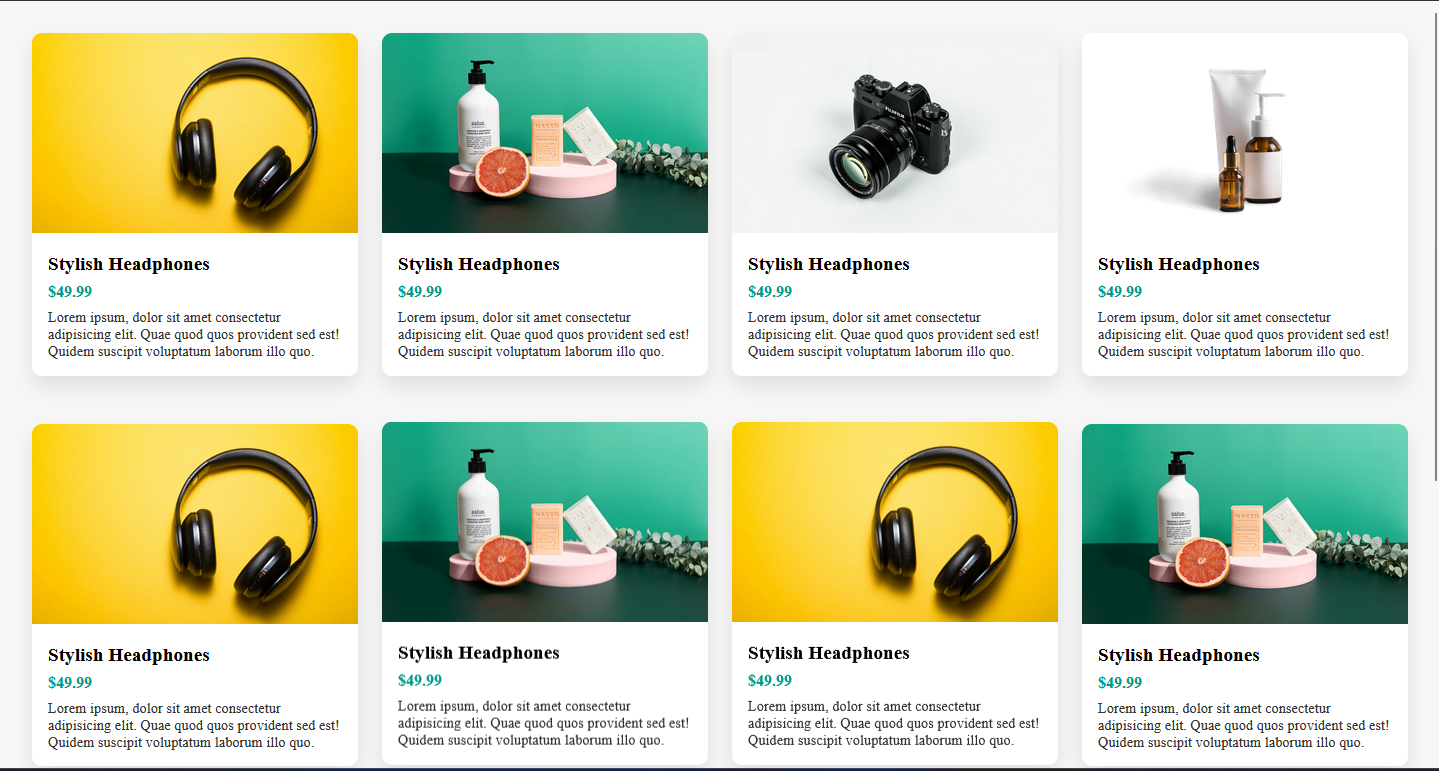 FUJIFILM
Stylish Headphones
$49.99
Lorem ipsum, dolor sit amet consectetur
adipisicing elit. Quae quod quos provident sed est!
Quidem suscipit voluptatum laborum illo quo.
Stylish Headphones
$49.99
Lorem ipsum, dolor sit amet consectetur
adipisicing elit. Quae quod quos provident sed est!
Quidem suscipit voluptatum laborum illo quo.
Stylish Headphones
$49.99
Lorem ipsum, dolor sit amet consectetur
adipisicing elit. Quae quod quos provident sed est!
Quidem suscipit voluptatum laborum illo quo.
Stylish Headphones
$49.99
Lorem ipsum, dolor sit amet consectetur
adipisicing elit. Quae quod quos provident sed est!
Quidem suscipit voluptatum laborum illo quo.
Stylish Headphones
$49.99
Lorem ipsum, dolor sit amet consectetur
adipisicing elit. Quae quod quos provident sed est!
Quidem suscipit voluptatum laborum illo quo.
Stylish Headphones
$49.99
Lorem ipsum, dolor sit amet consectetur
adipisicing elit. Quae quod quos provident sed est!
Quidem suscipit voluptatum laborum illo quo.
Stylish Headphones
$49.99
Lorem ipsum, dolor sit amet consectetur
adipisicing elit. Quae quod quos provident sed est!
Quidem suscipit voluptatum laborum illo quo.
Stylish Headphones
$49.99
Lorem ipsum, dolor sit amet consectetur
adipisicing elit. Quae quod quos provident sed est!
Quidem suscipit voluptatum laborum illo quo.